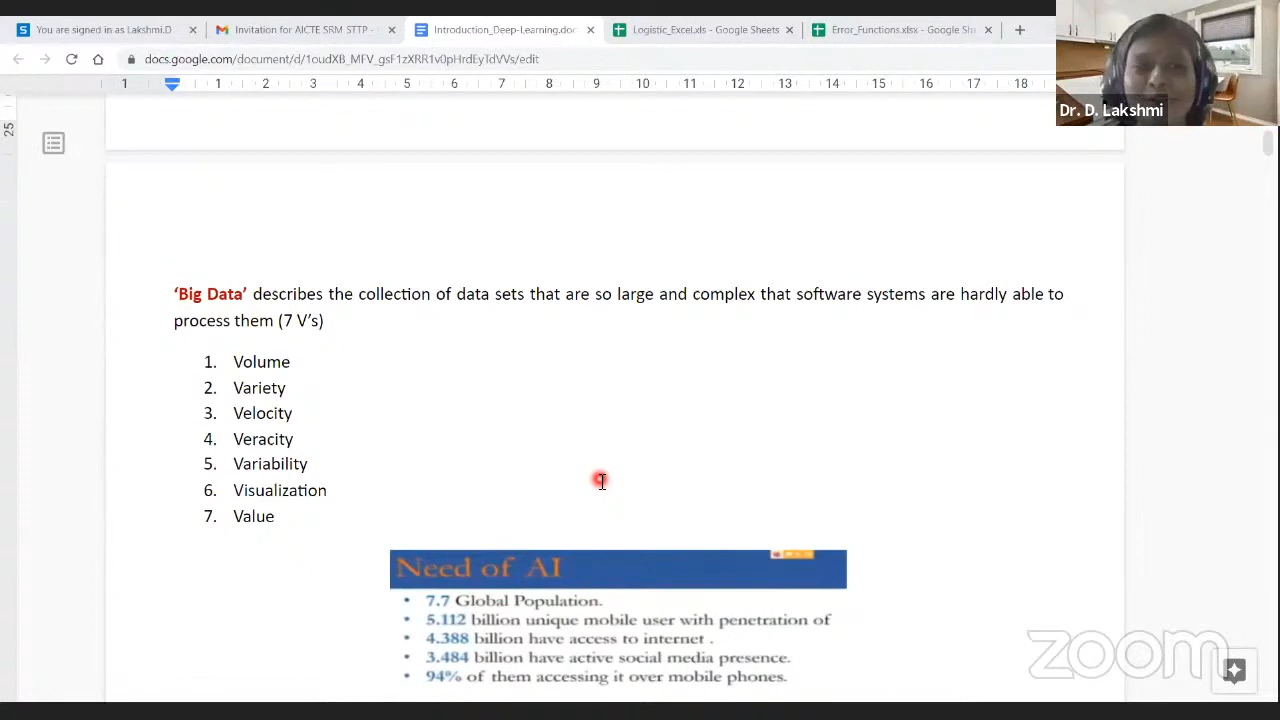 You are signed in as Lakshmi.D
Invitation for AICTE SRM STTP -
Introduction_Deep-Learning.doc
Logistic_Excel.xls - Google Sheets
Error_Functions.xlsx - Google She
docs.google.com/document/d/1oudXB_MFV_gsF1zXRR1v0pHrdEyTdVVs/edit
1 1 2 3 4 5 6 7 8 9 10 11 12 13 14 15 16 17 18
25
Dr. D. Lakshmi
‘Big Data’ describes the collection of data sets that are so large and complex that software systems are hardly able to
process them (7 V’s)
1. Volume
2. Variety
3. Velocity
4. Veracity
5. Variability
6. Visualization
7. Value
Need of AI
• 7.7 Global Population.
• 5.112 billion unique mobile user with penetration of
• 4.388 billion have access to internet .
• 3.484 billion have active social media presence.
• 94% of them accessing it over mobile phones.
zoom